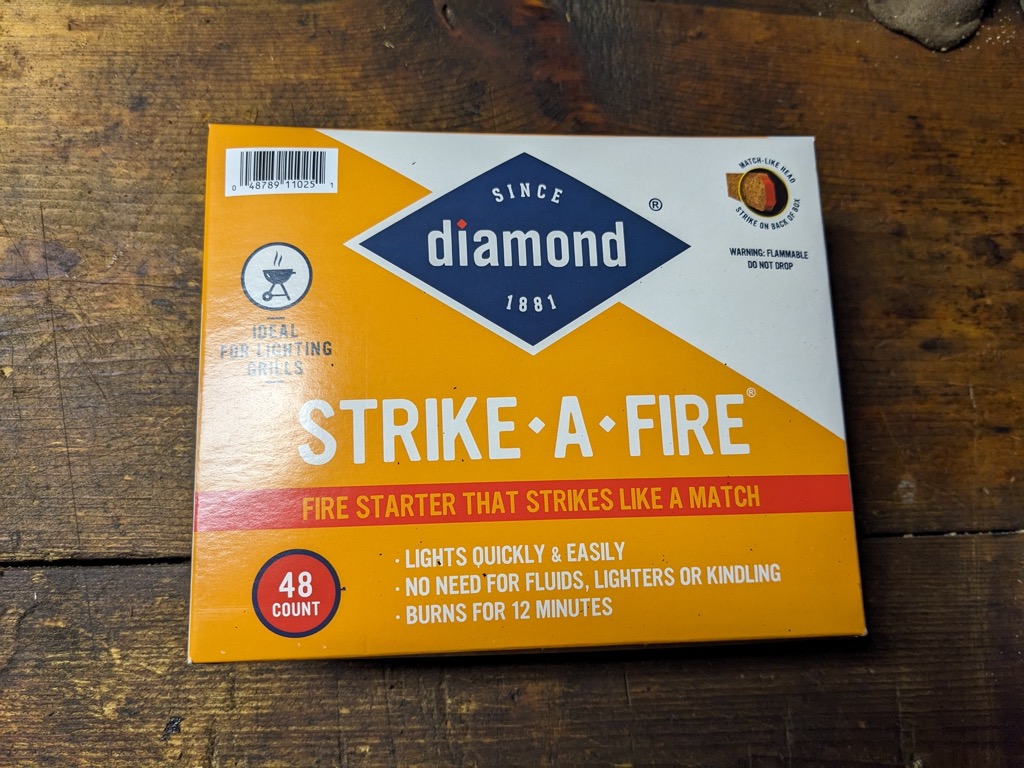 0 48789 11025 1
SINCE
diamond
®
1881
MATCH-LIKE HEAD
STRIKE ON BACK OF BOX
WARNING: FLAMMABLE
DO NOT DROP
IDEAL
FOR LIGHTING
GRILLS
STRIKE·A·FIRE®
FIRE STARTER THAT STRIKES LIKE A MATCH
48
COUNT
· LIGHTS QUICKLY & EASILY
· NO NEED FOR FLUIDS, LIGHTERS OR KINDLING
· BURNS FOR 12 MINUTES